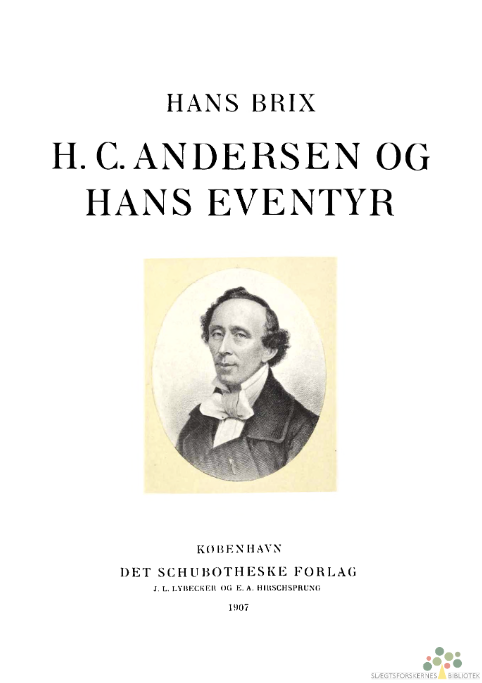 HANS BRIX
H. C. ANDERSEN OG
HANS EVENTYR
KØBENHAVN
DET SCHUBOTHESKE FORLAG
J. L. LYBECKER OG E. A. HIRSCHSPRUNG
1907
SLÆGTSFORSKERNES BIBLIOTEK